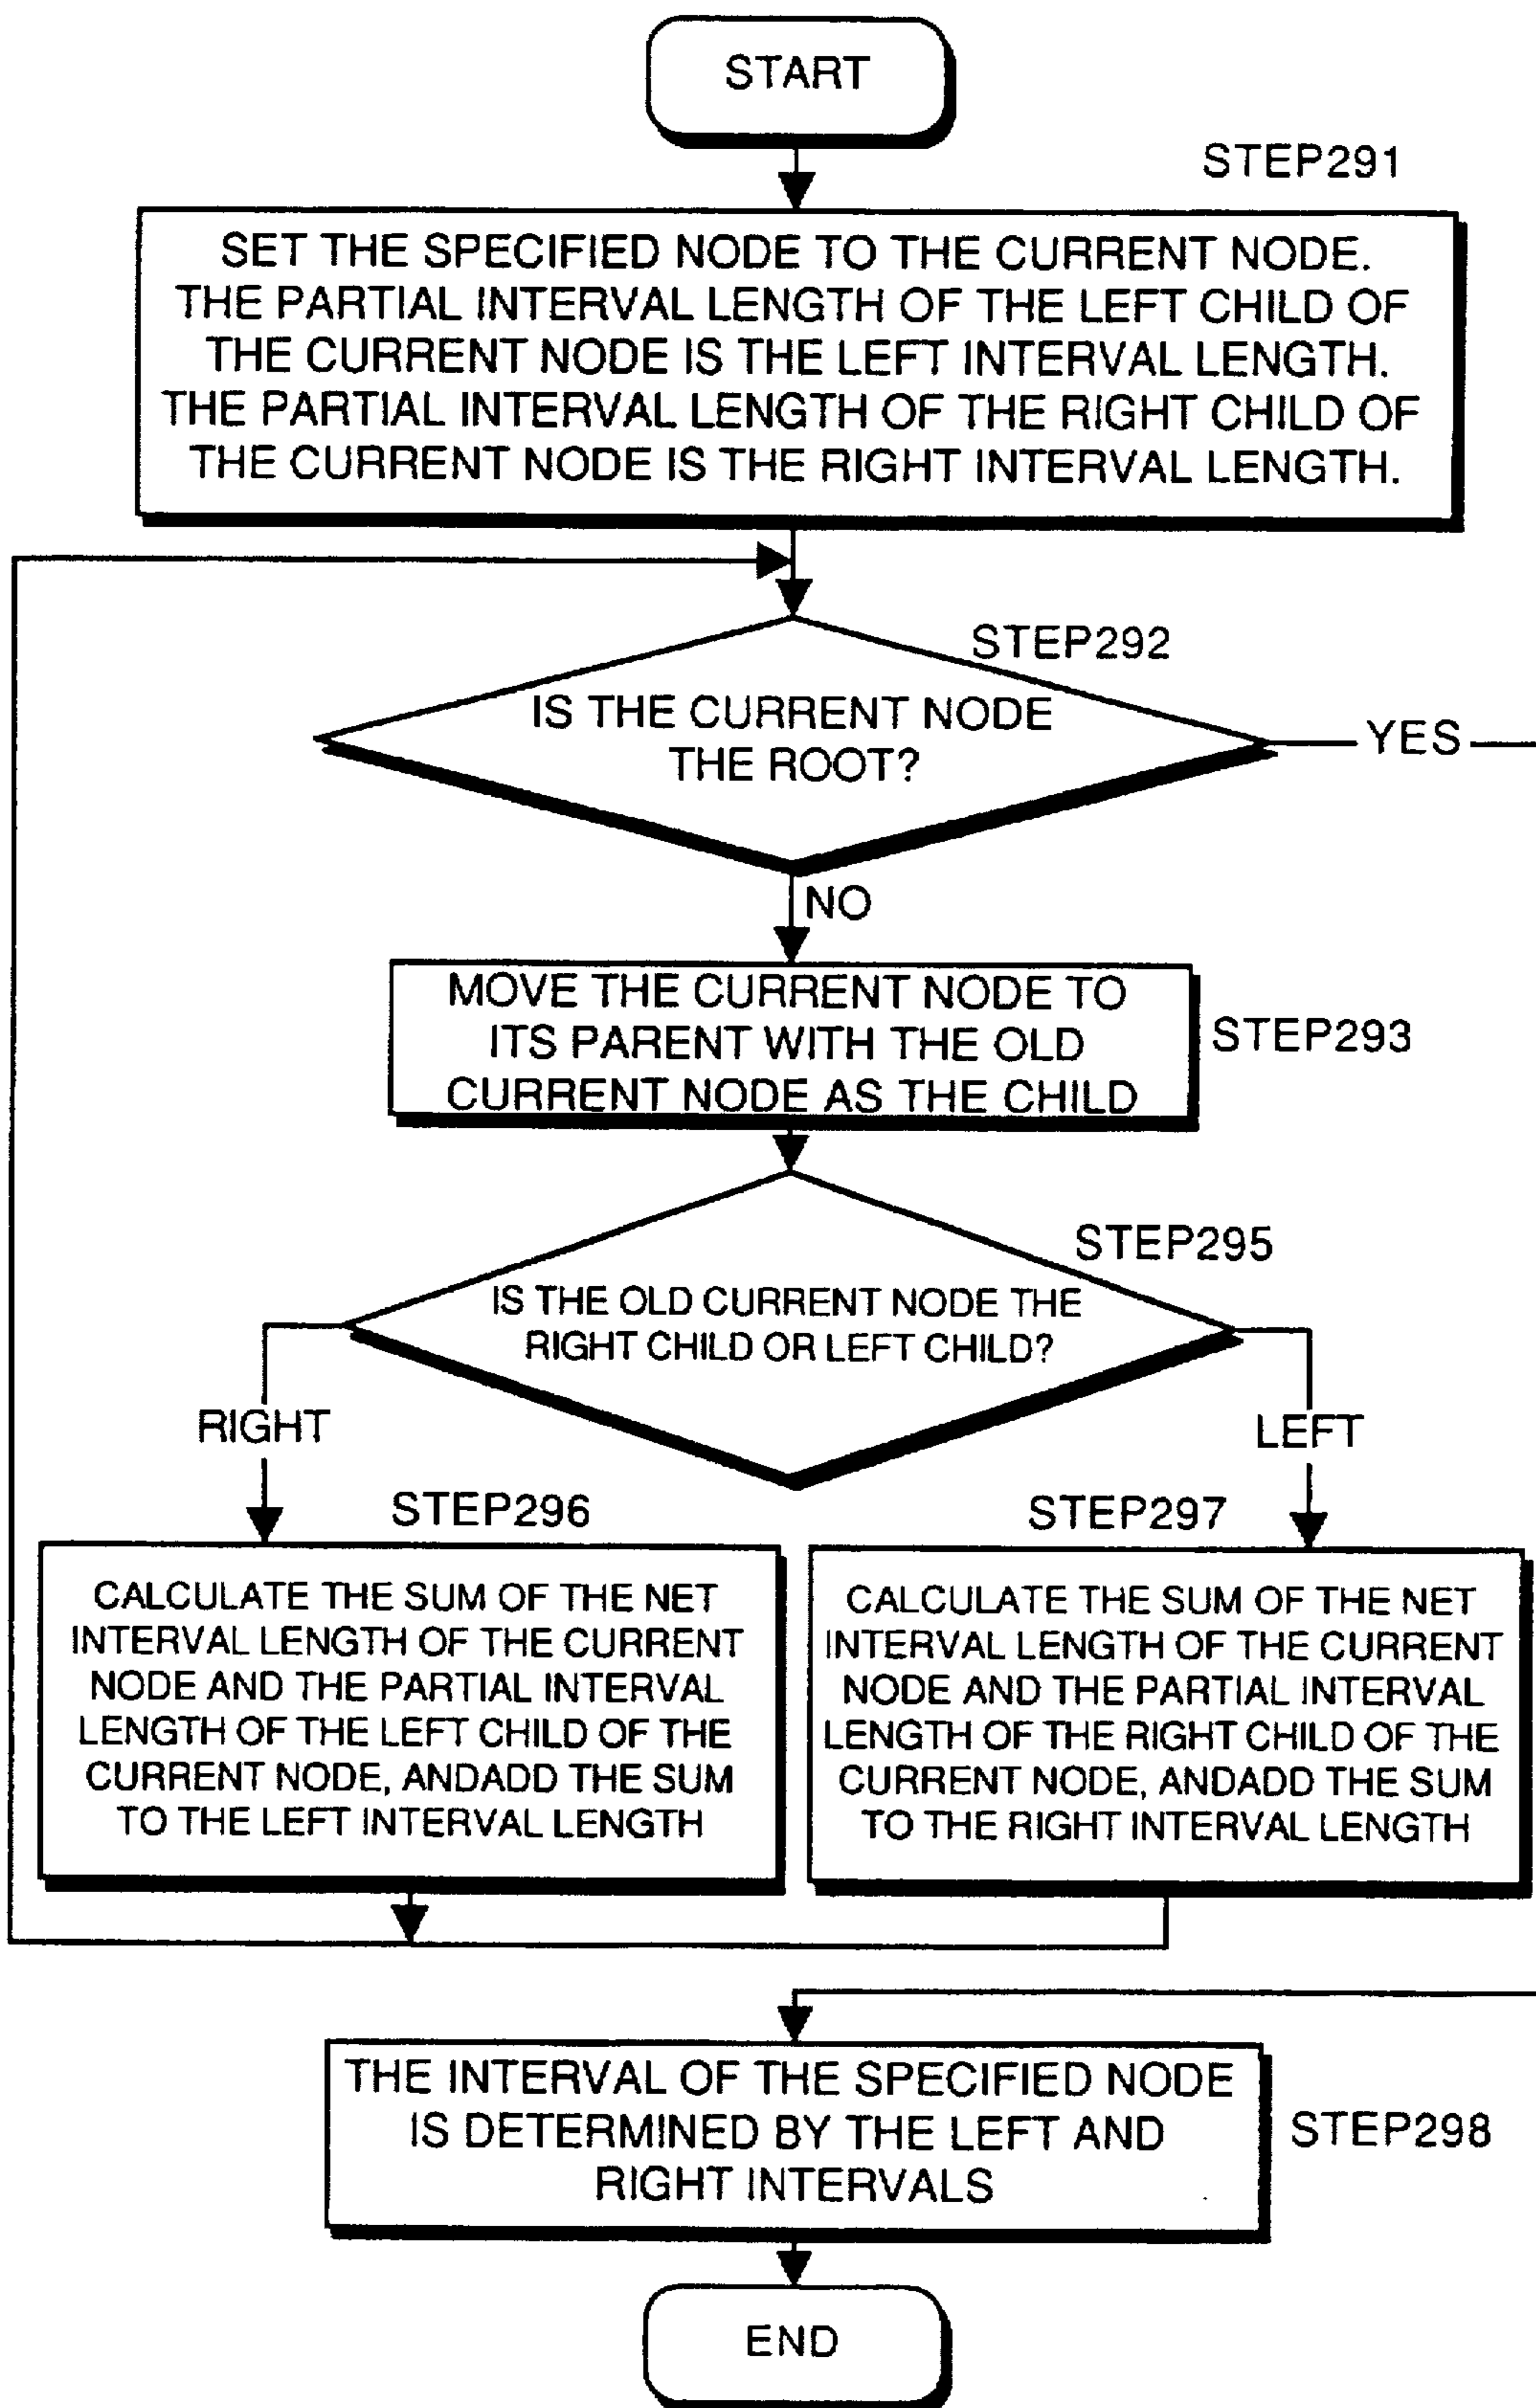 START
STEP291
SET THE SPECIFIED NODE TO THE CURRENT NODE.
THE PARTIAL INTERVAL LENGTH OF THE LEFT CHILD OF
THE CURRENT NODE IS THE LEFT INTERVAL LENGTH.
THE PARTIAL INTERVAL LENGTH OF THE RIGHT CHILD OF
THE CURRENT NODE IS THE RIGHT INTERVAL LENGTH.
STEP292
IS THE CURRENT NODE
THE ROOT?
YES
NO
MOVE THE CURRENT NODE TO
ITS PARENT WITH THE OLD
CURRENT NODE AS THE CHILD
STEP293
STEP295
IS THE OLD CURRENT NODE THE
RIGHT CHILD OR LEFT CHILD?
RIGHT
LEFT
STEP296
CALCULATE THE SUM OF THE NET
INTERVAL LENGTH OF THE CURRENT
NODE AND THE PARTIAL INTERVAL
LENGTH OF THE LEFT CHILD OF THE
CURRENT NODE, ANDADD THE SUM
TO THE LEFT INTERVAL LENGTH
STEP297
CALCULATE THE SUM OF THE NET
INTERVAL LENGTH OF THE CURRENT
NODE AND THE PARTIAL INTERVAL
LENGTH OF THE RIGHT CHILD OF THE
CURRENT NODE, ANDADD THE SUM
TO THE RIGHT INTERVAL LENGTH
THE INTERVAL OF THE SPECIFIED NODE
IS DETERMINED BY THE LEFT AND
RIGHT INTERVALS
STEP298
END